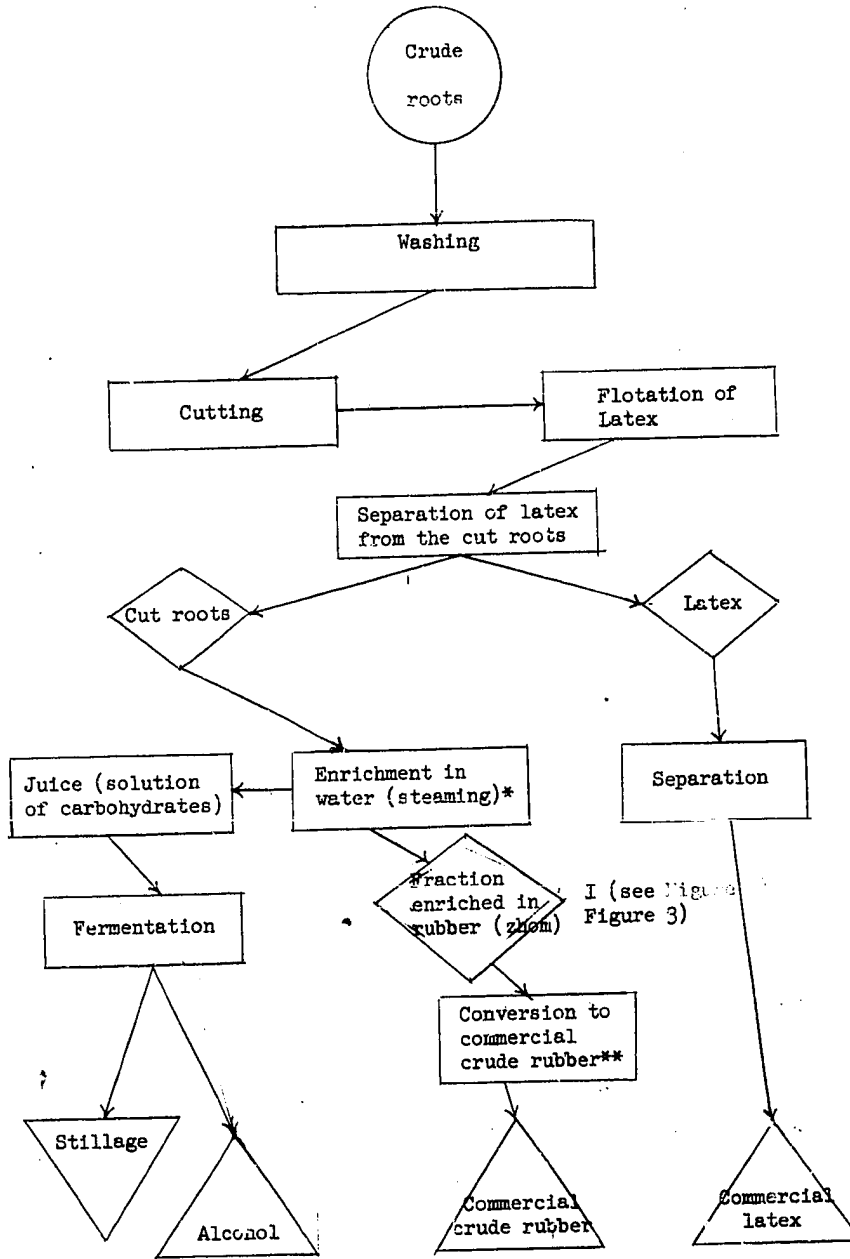 Crude
roots
Washing
Cutting
Flotation of
Latex
Separation of latex
from the cut roots
Cut roots
Latex
Juice (solution
of carbohydrates)
Enrichment in
water (steaming)*
Separation
Fraction
enriched in
rubber (zhom)
I (see Figure
Figure 3)
Fermentation
Conversion to
commercial
crude rubber**
Stillage
Alcohol
Commercial
crude rubber
Commercial
latex